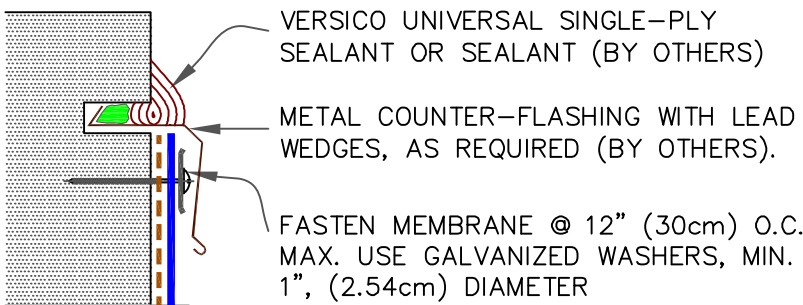 VERSICO UNIVERSAL SINGLE–PLY
SEALANT OR SEALANT (BY OTHERS)
METAL COUNTER–FLASHING WITH LEAD
WEDGES, AS REQUIRED (BY OTHERS).
FASTEN MEMBRANE @ 12” (30cm) O.C.
MAX. USE GALVANIZED WASHERS, MIN.
1”, (2.54cm) DIAMETER